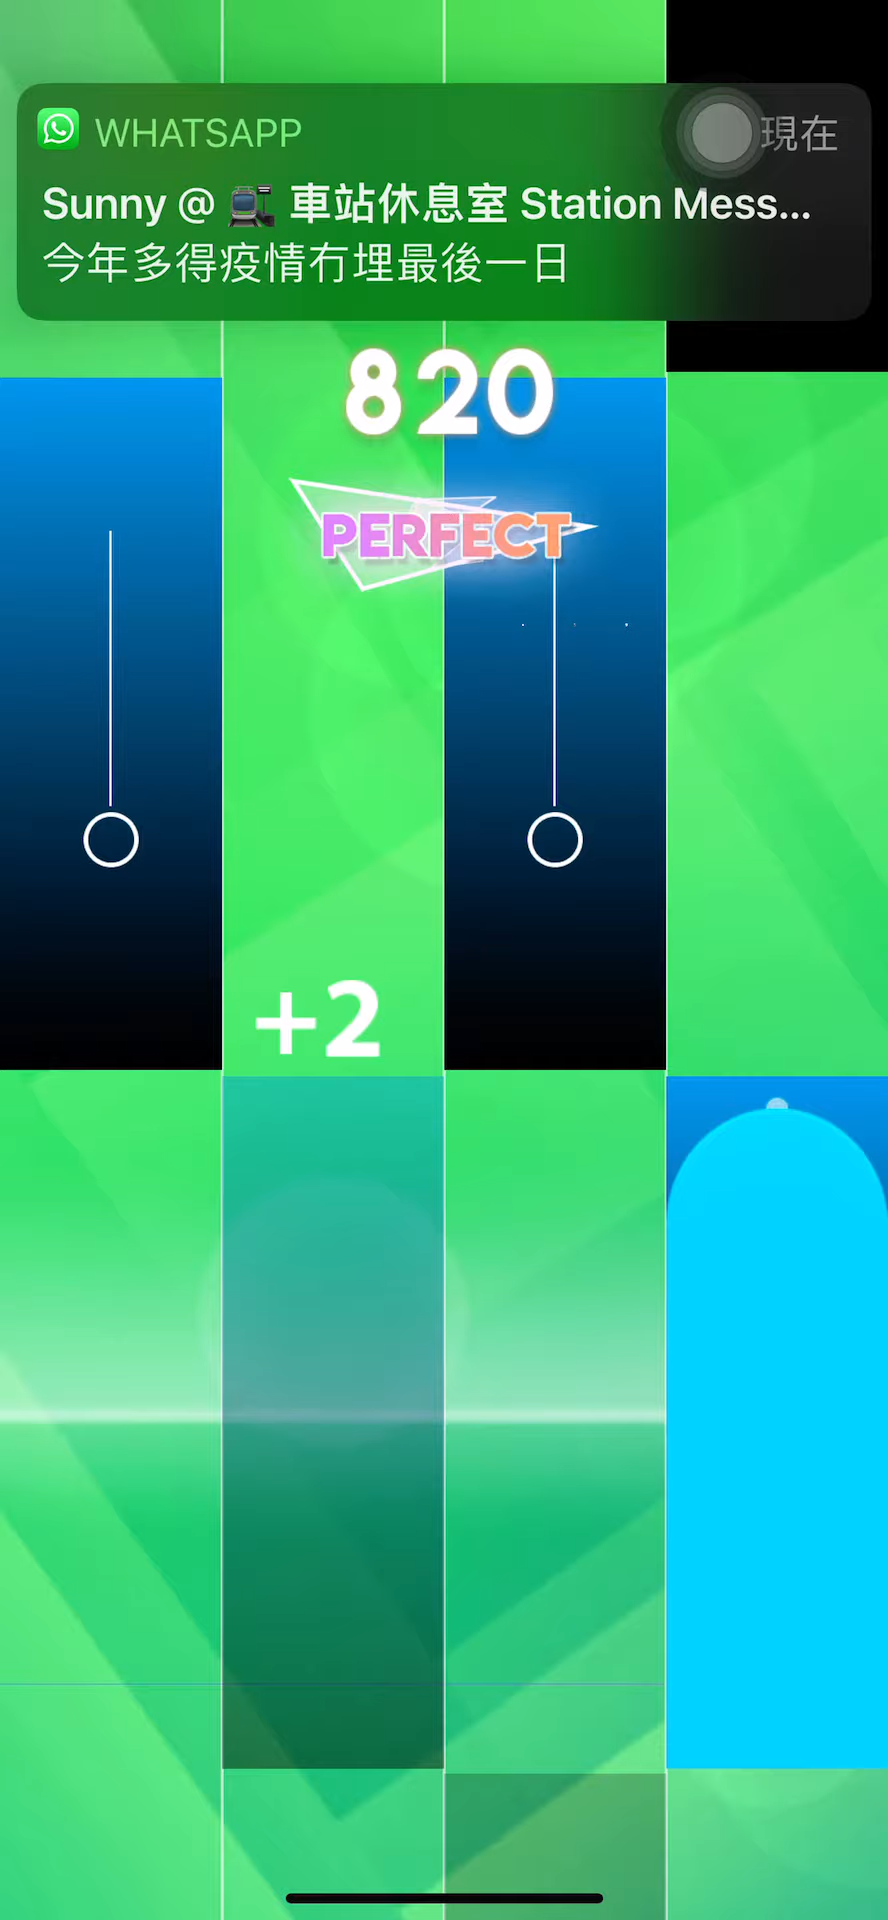 WHATSAPP
現在
Sunny @ 🚉 車站休息室 Station Mess...
今年多得疫情冇埋最後一日
820
PERFECT
+2